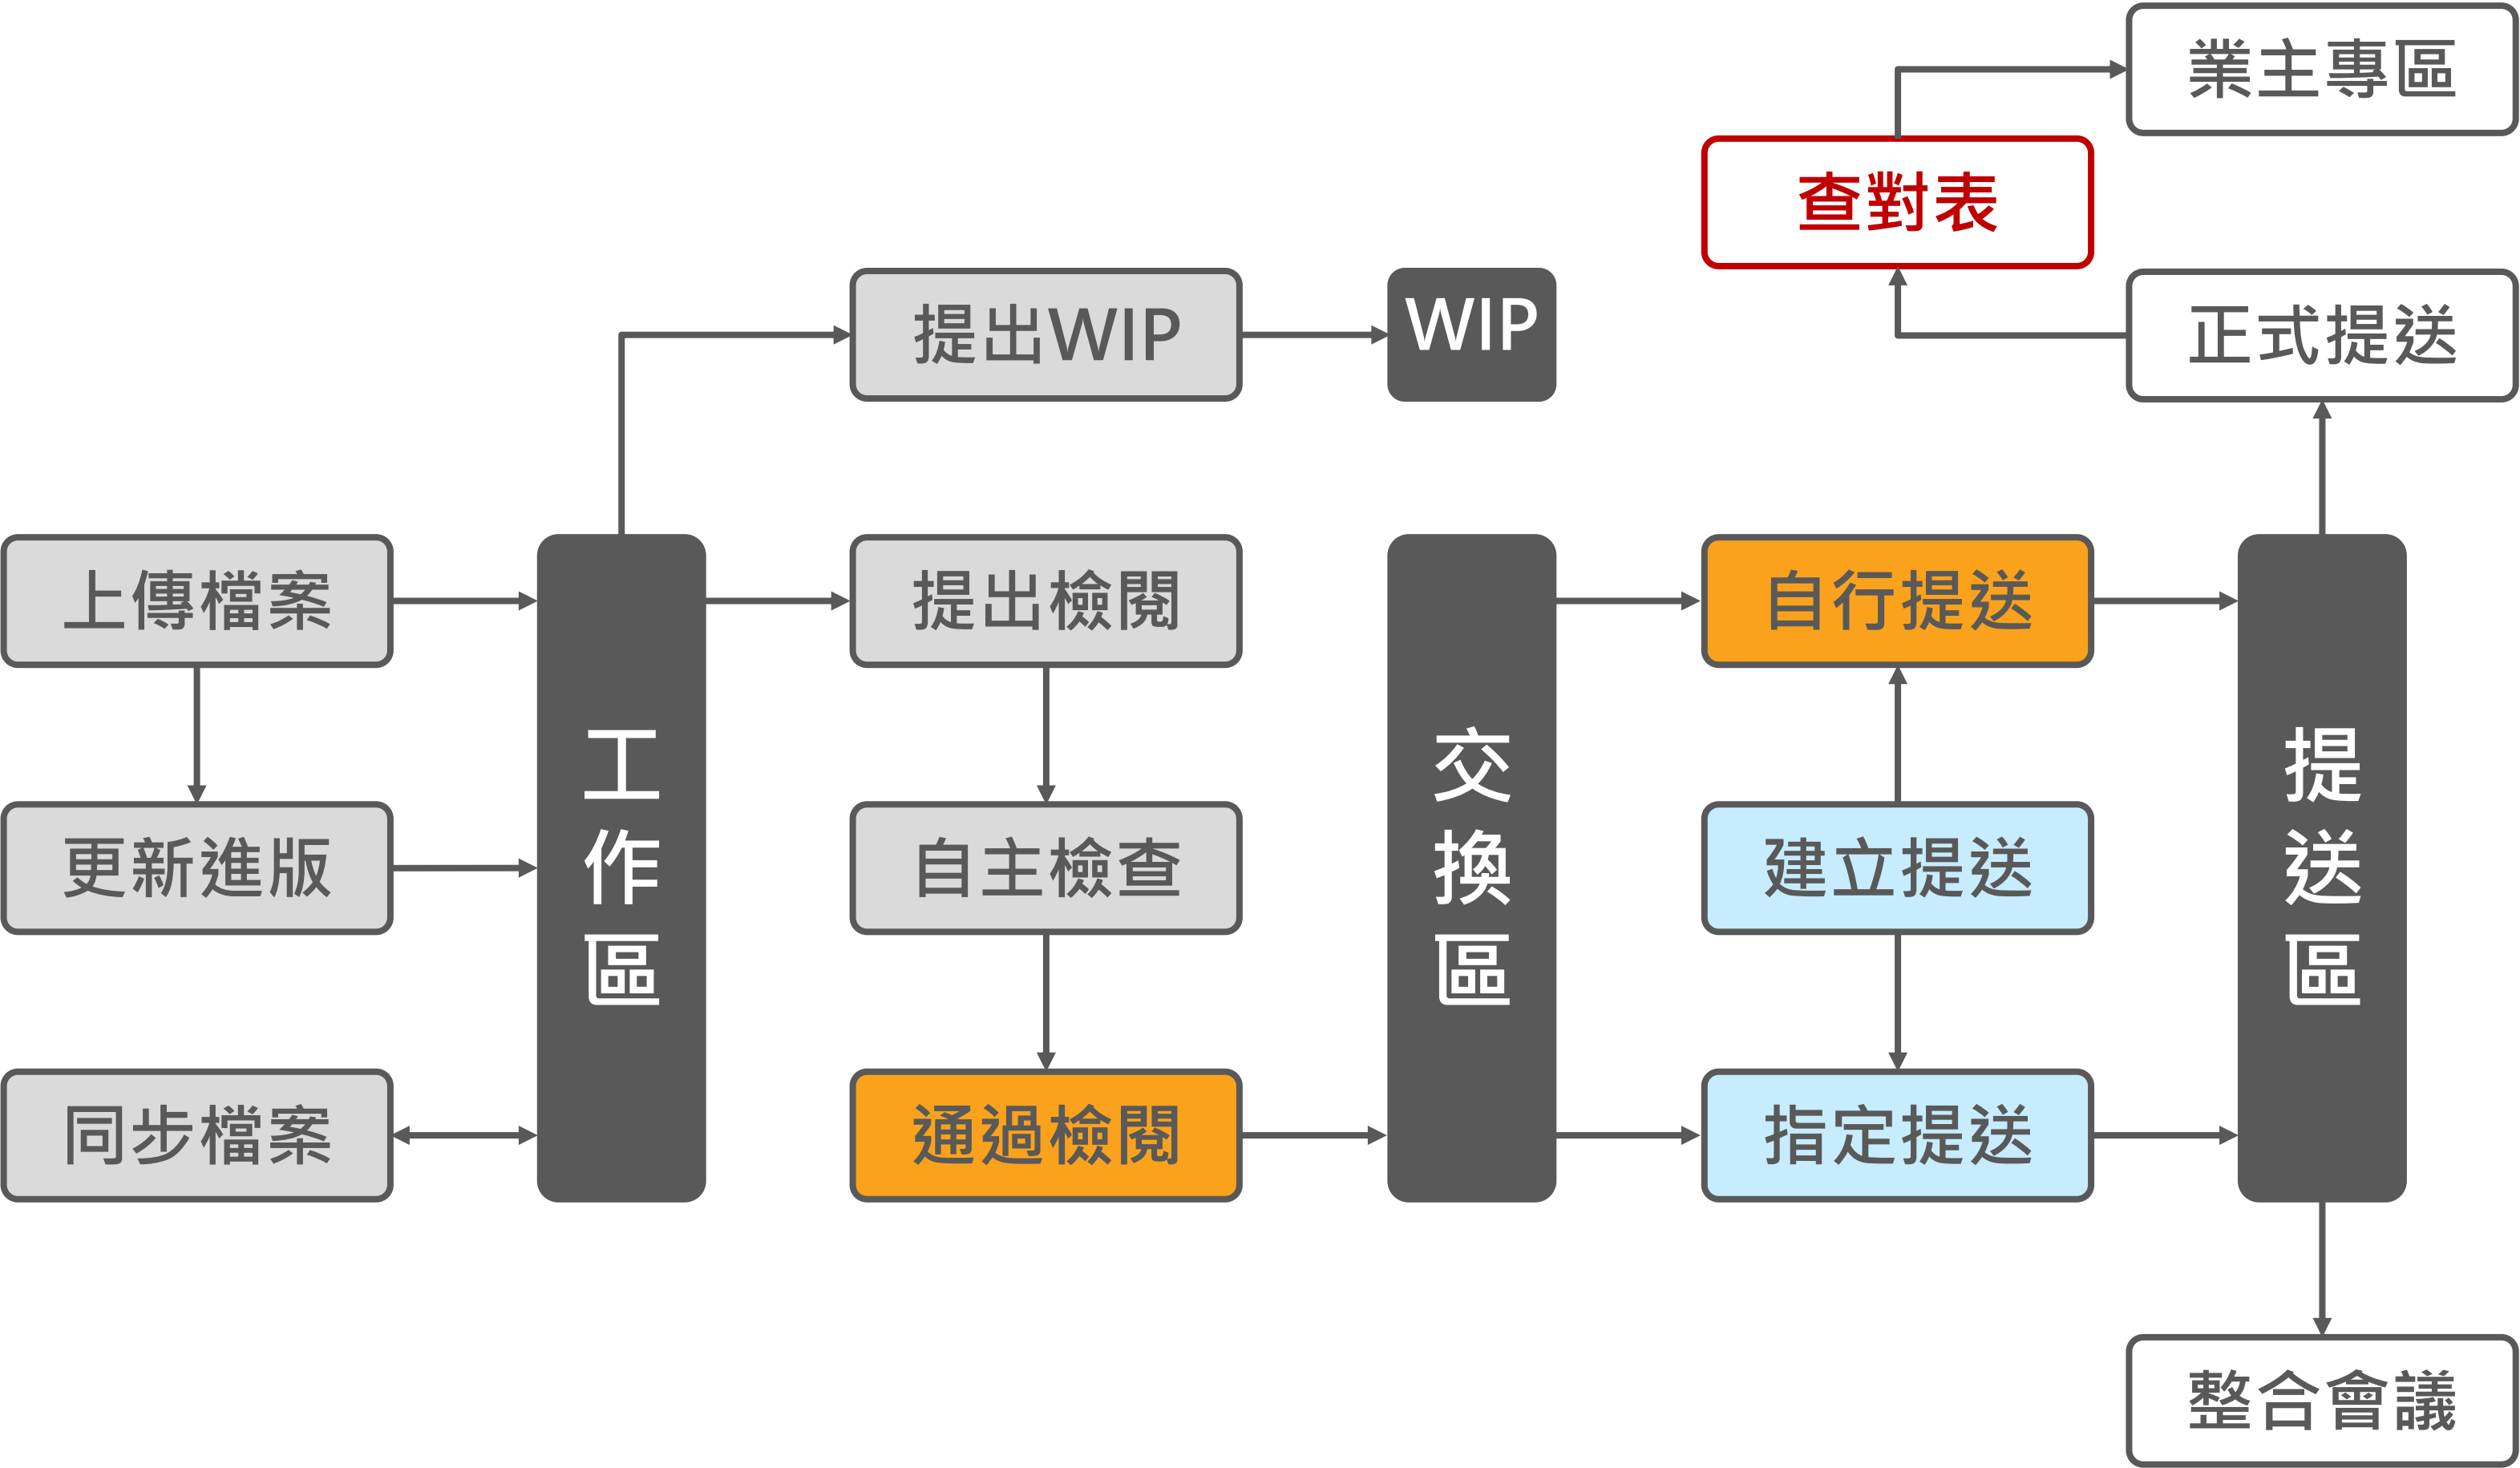 業主專區
查對表
提出WIP
WIP
正式提送
上傳檔案
提出檢閱
自行提送
工作區
交換區
提送區
更新進版
自主檢查
建立提送
同步檔案
通過檢閱
指定提送
整合會議